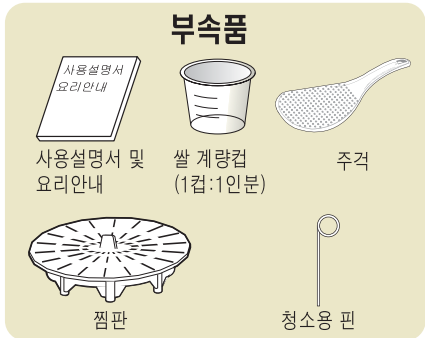 부속품
사용설명서
요리안내
사용설명서 및
요리안내
쌀 계량컵
(1컵:1인분)
주걱
찜판
청소용 핀